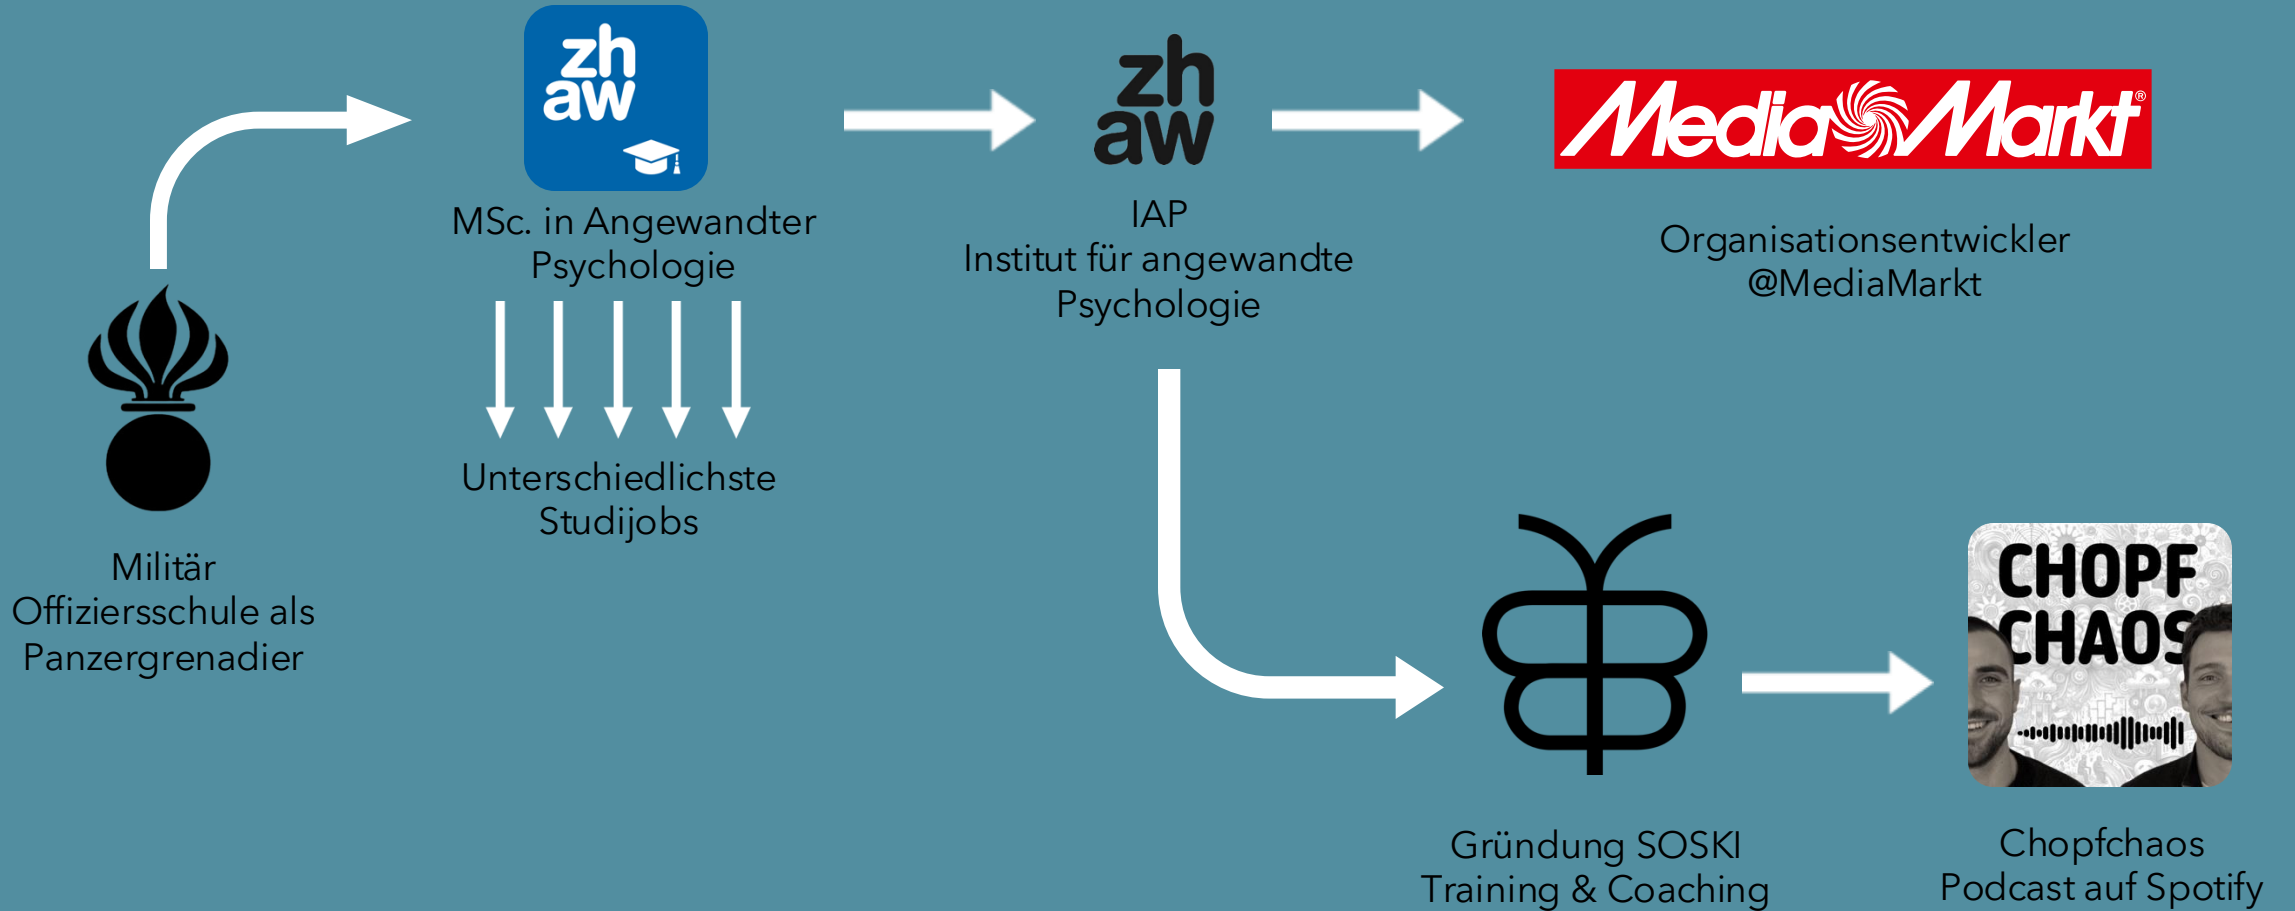 zh
aw
MSc. in Angewandter
Psychologie
Unterschiedlichste
Studijobs
Militär
Offiziersschule als
Panzergrenadier
zh
aw
IAP
Institut für angewandte
Psychologie
MediaMarkt®
Organisationsentwickler
@MediaMarkt
Gründung SOSKI
Training & Coaching
CHOPF
CHAOS
Chopfchaos
Podcast auf Spotify